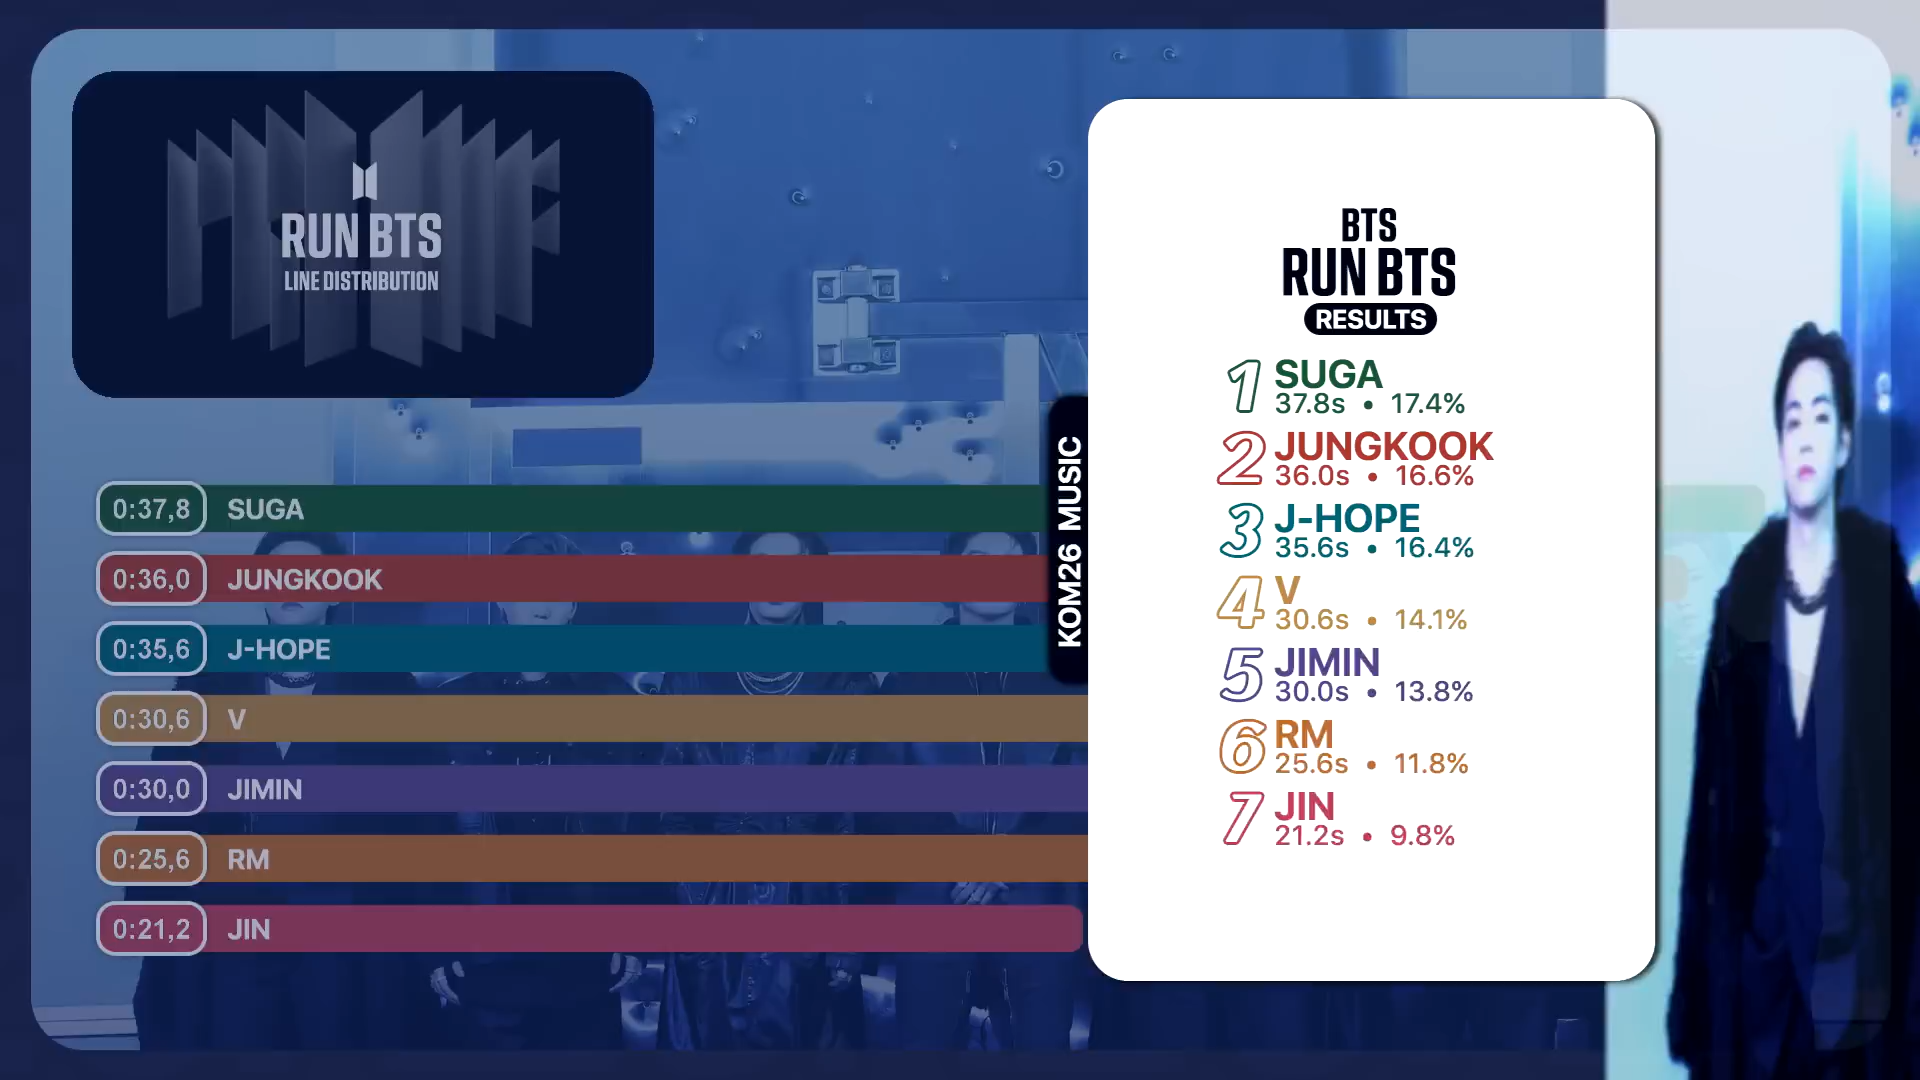 RUN BTS
LINE DISTRIBUTION
0:37,8 SUGA
0:36,0 JUNGKOOK
0:35,6 J-HOPE
0:30,6 V
0:30,0 JIMIN
0:25,6 RM
0:21,2 JIN
KOM26 MUSIC
BTS
RUN BTS
RESULTS
1 SUGA
37.8s • 17.4%
2 JUNGKOOK
36.0s • 16.6%
3 J-HOPE
35.6s • 16.4%
4 V
30.6s • 14.1%
5 JIMIN
30.0s • 13.8%
6 RM
25.6s • 11.8%
7 JIN
21.2s • 9.8%